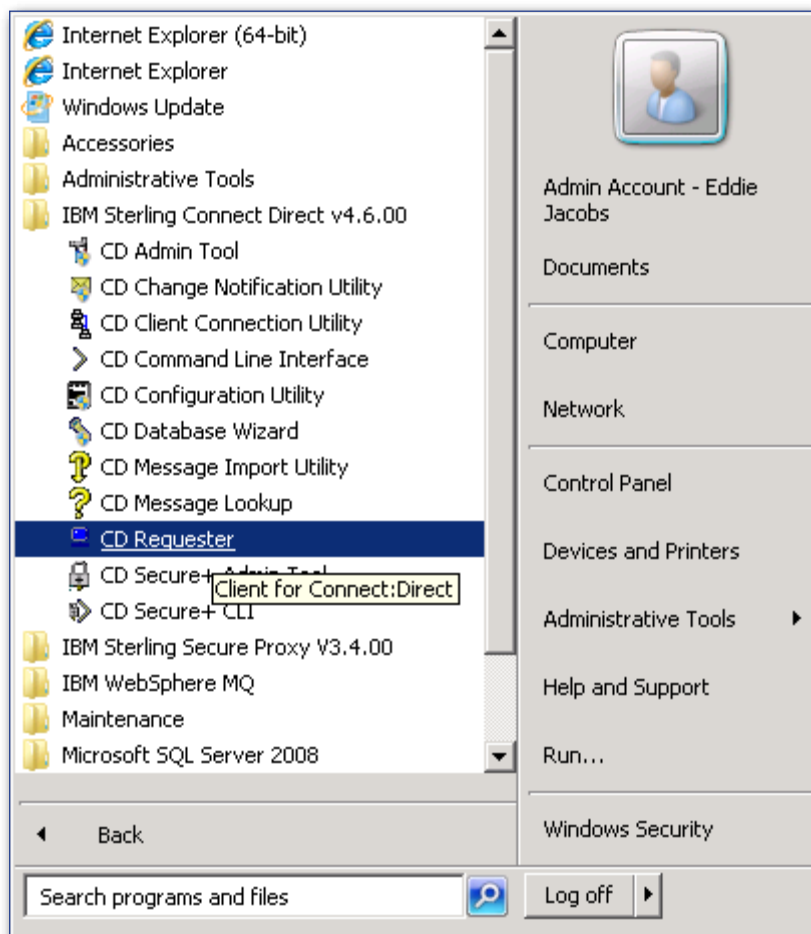 Internet Explorer (64-bit)
Internet Explorer
Windows Update
Accessories
Administrative Tools
IBM Sterling Connect Direct v4.6.00
CD Admin Tool
CD Change Notification Utility
CD Client Connection Utility
CD Command Line Interface
CD Configuration Utility
CD Database Wizard
CD Message Import Utility
CD Message Lookup
CD Requester
CD Secure+ Admin Tool
Client for Connect:Direct
CD Secure+ CLI
IBM Sterling Secure Proxy V3.4.00
IBM WebSphere MQ
Maintenance
Microsoft SQL Server 2008
Back
Search programs and files
Admin Account - Eddie
Jacobs
Documents
Computer
Network
Control Panel
Devices and Printers
Administrative Tools
Help and Support
Run...
Windows Security
Log off